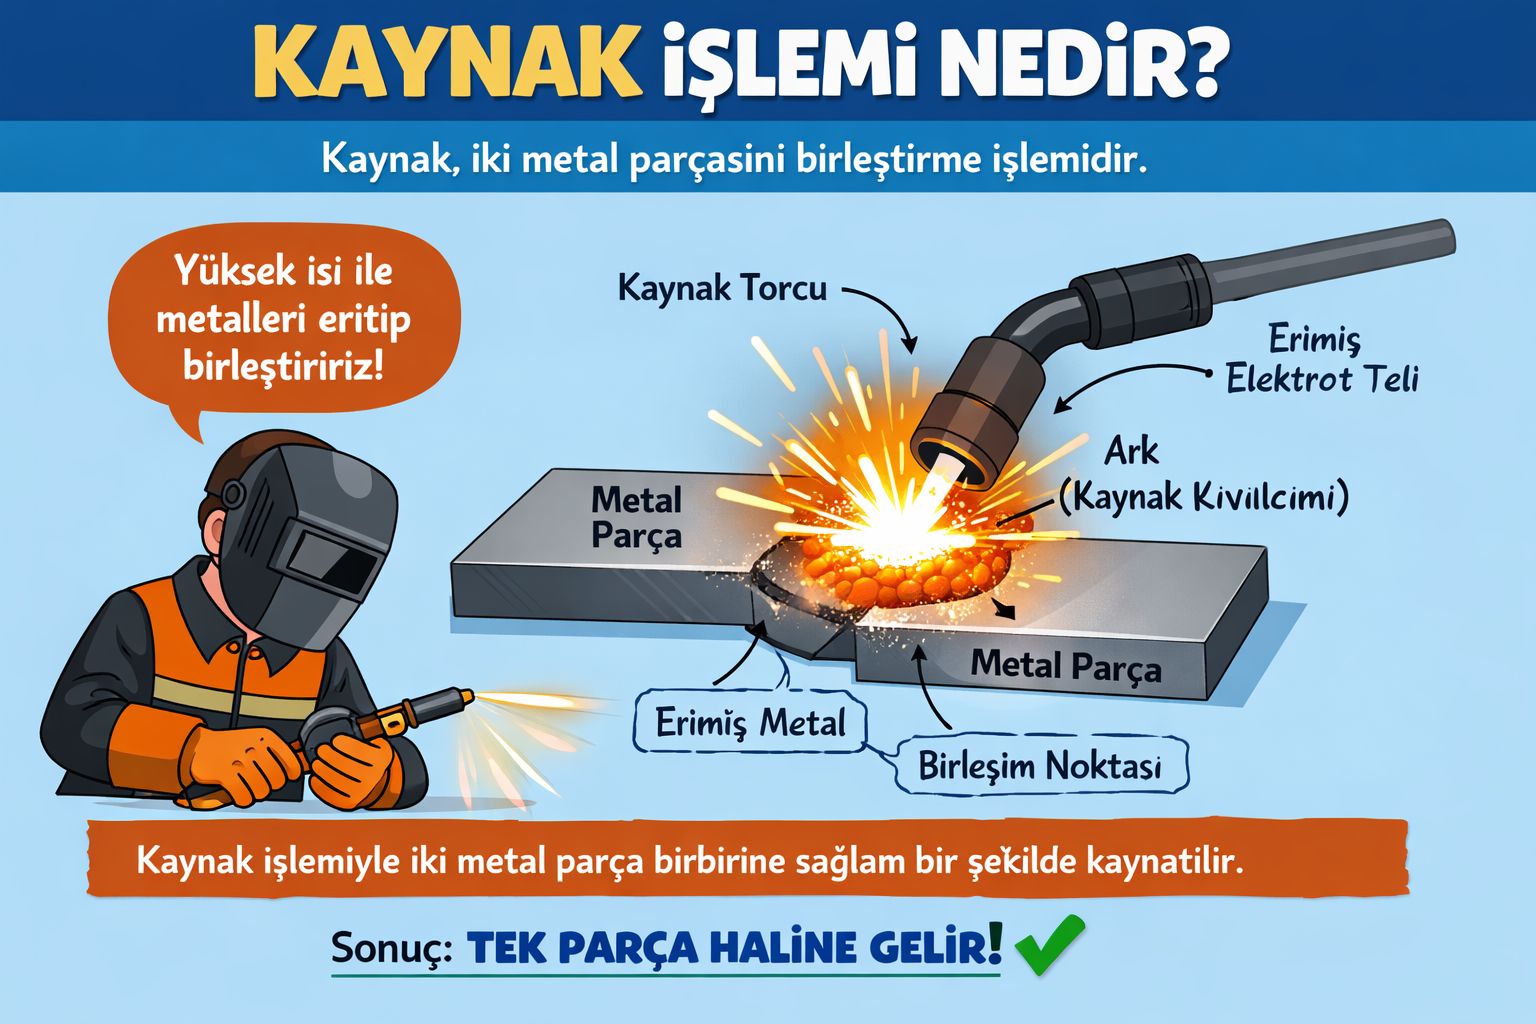 KAYNAK İŞLEMİ NEDİR?
Kaynak, iki metal parçasini birleştirme işlemidir.
Yüksek isi ile
metalleri eritip
birleştiririz!
Kaynak Torcu
Erimiş
Elektrot Teli
Ark
(Kaynak Kivillcimi)
Metal
Parça
Metal Parça
Erimiş Metal
Birleşim Noktasi
Kaynak işlemiyle iki metal parça birbirine sağlam bir şekilde kaynatilir.
Sonuç: TEK PARÇA HALİNE GELİR!